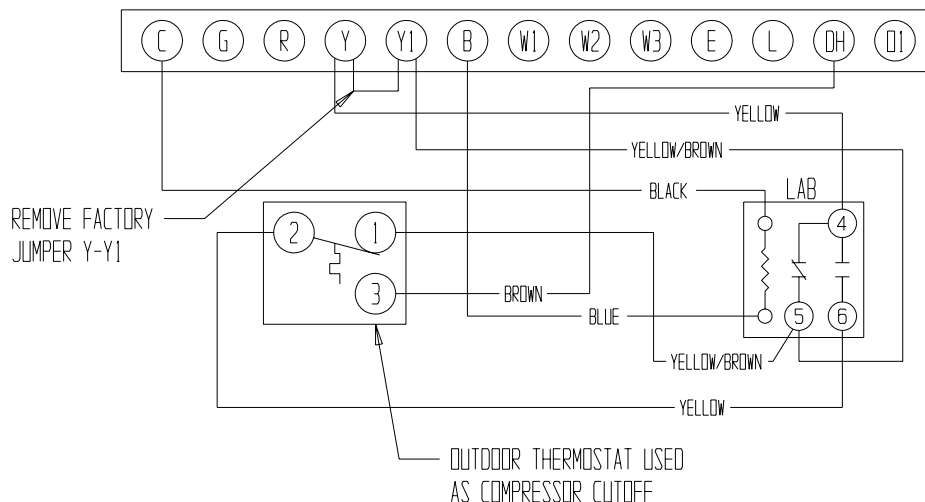 C G R Y Y1 B W1 W2 W3 E L OH O1
YELLOW
YELLOW/BROWN
BLACK
LAB
REMOVE FACTORY
JUMPER Y-Y1
2 1
4
3
BROWN
BLUE
5 6
YELLOW/BROWN
YELLOW
OUTDOOR THERMOSTAT USED
AS COMPRESSOR CUTOFF